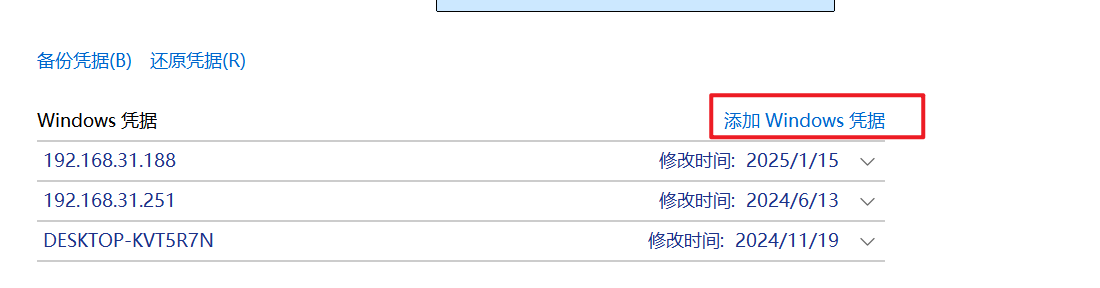 备份凭据(B) 还原凭据(R)
Windows 凭据 添加 Windows 凭据
192.168.31.188 修改时间: 2025/1/15
192.168.31.251 修改时间: 2024/6/13
DESKTOP-KVT5R7N 修改时间: 2024/11/19